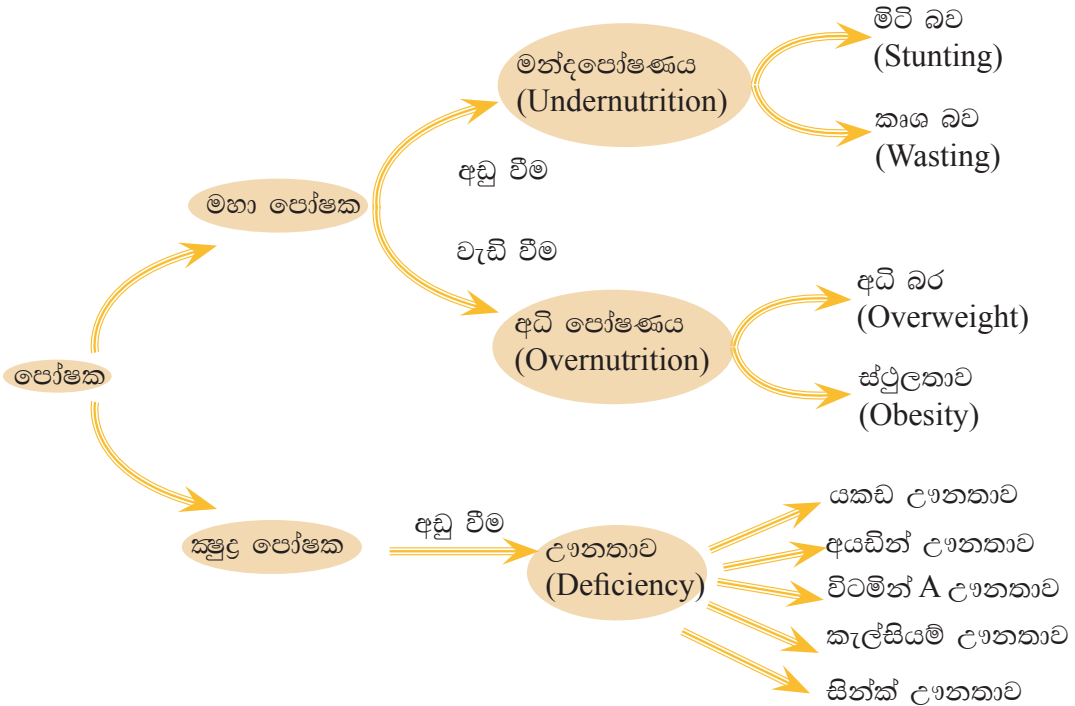 මිටි බව
(Stunting)
මන්දපෝෂණය
(Undernutrition)
කෘශ බව
(Wasting)
අඩු වීම
මහා පෝෂක
වැඩි වීම
අධි බර
(Overweight)
අධි පෝෂණය
(Overnutrition)
පෝෂක
ස්ථුලතාව
(Obesity)
යකඩ ඌනතාව
අඩු වීම
ක්‍ෂුද්‍ර පෝෂක
ඌනතාව
(Deficiency)
අයඩින් ඌනතාව
විටමින් A ඌනතාව
කැල්සියම් ඌනතාව
සින්ක් ඌනතාව